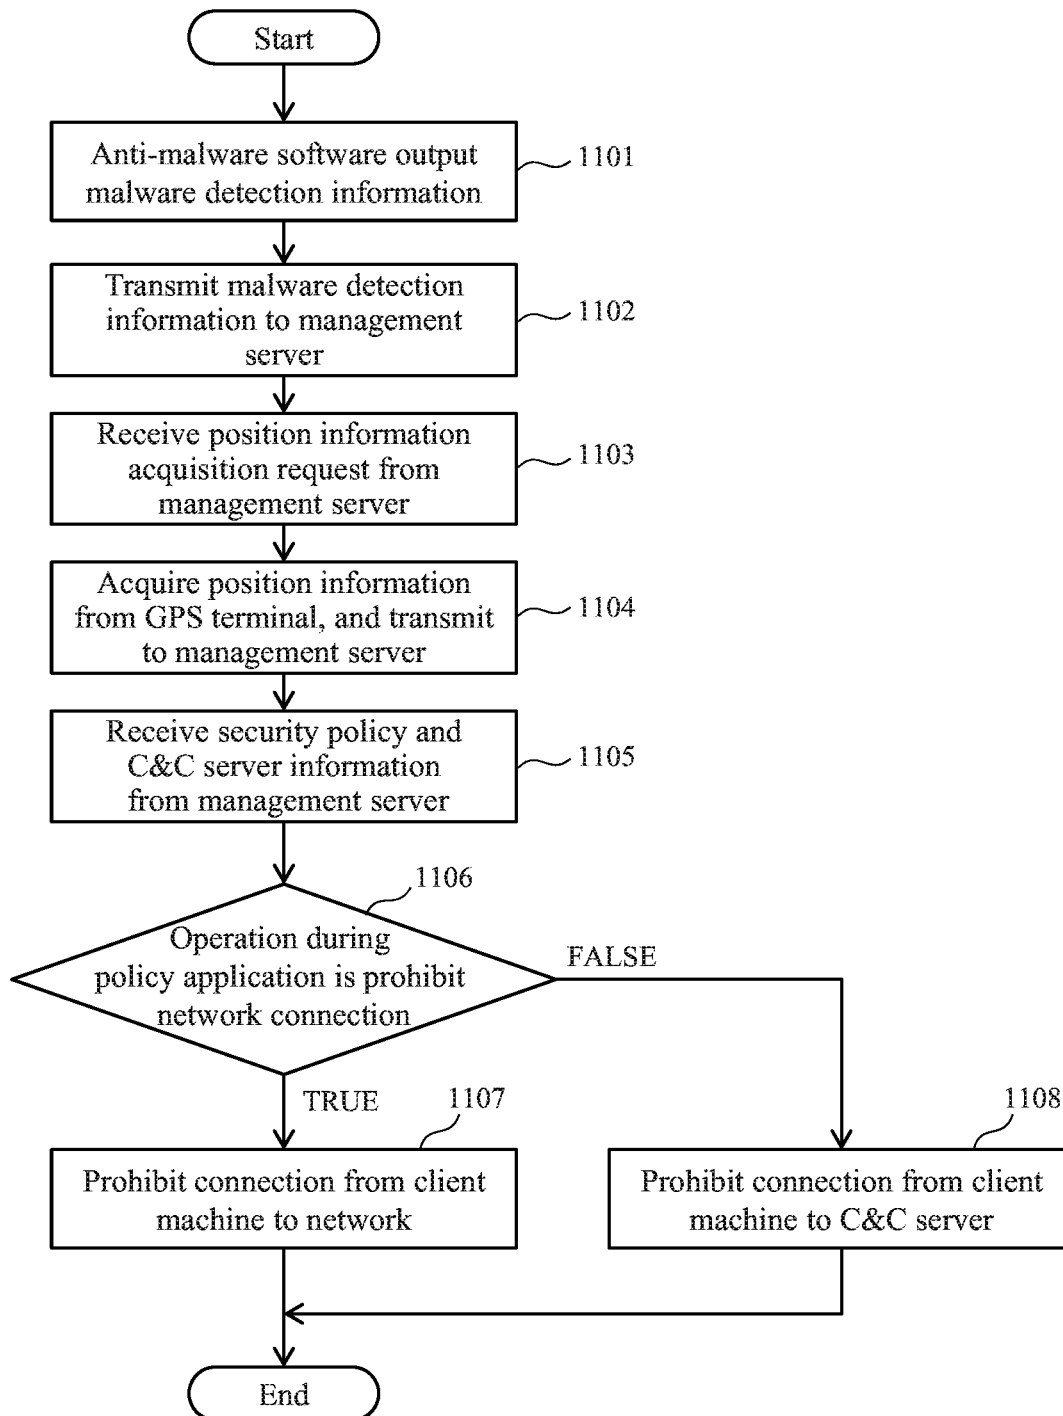 Start
Anti-malware software output
malware detection information
1101
Transmit malware detection
information to management
server
1102
Receive position information
acquisition request from
management server
1103
Acquire position information
from GPS terminal, and transmit
to management server
1104
Receive security policy and
C&C server information
from management server
1105
1106
Operation during
policy application is prohibit
network connection
FALSE
TRUE
1107
Prohibit connection from client
machine to network
1108
Prohibit connection from client
machine to C&C server
End